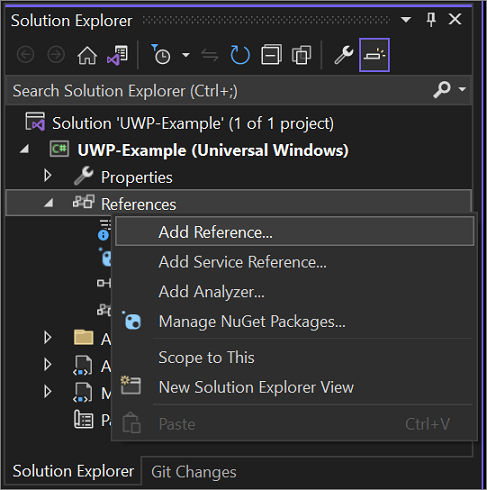 Solution Explorer
Search Solution Explorer (Ctrl+;)
Solution 'UWP-Example' (1 of 1 project)
C# UWP-Example (Universal Windows)
Properties
References
Add Reference...
Add Service Reference...
Add Analyzer...
Manage NuGet Packages...
Scope to This
New Solution Explorer View
Paste Ctrl+V
Solution Explorer Git Changes